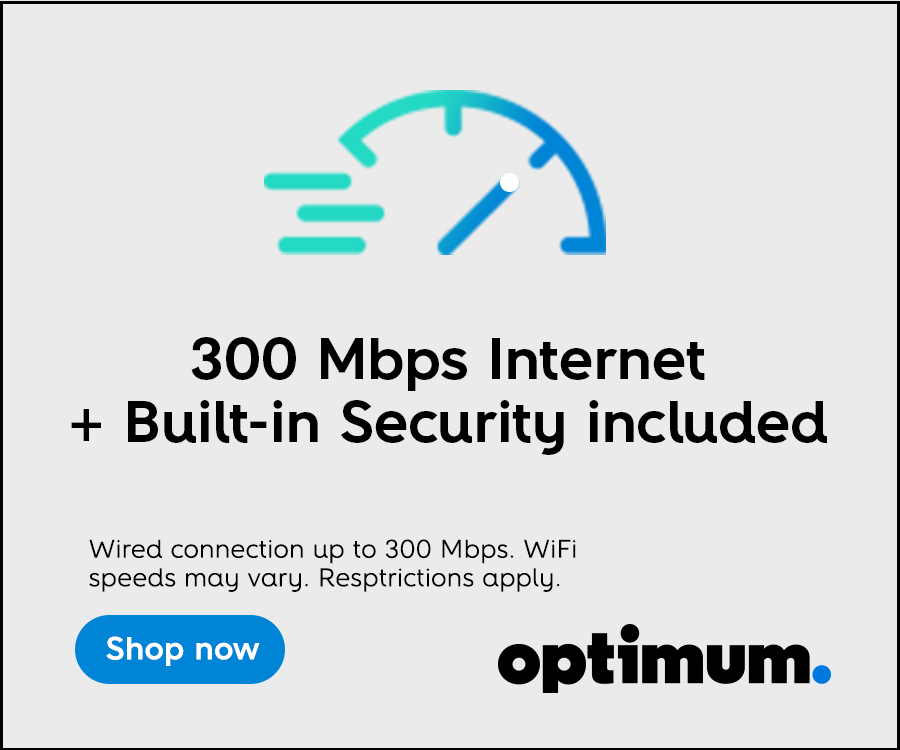 300 Mbps Internet
+ Built-in Security included
Wired connection up to 300 Mbps. WiFi
speeds may vary. Resptrictions apply.
Shop now
optimum.